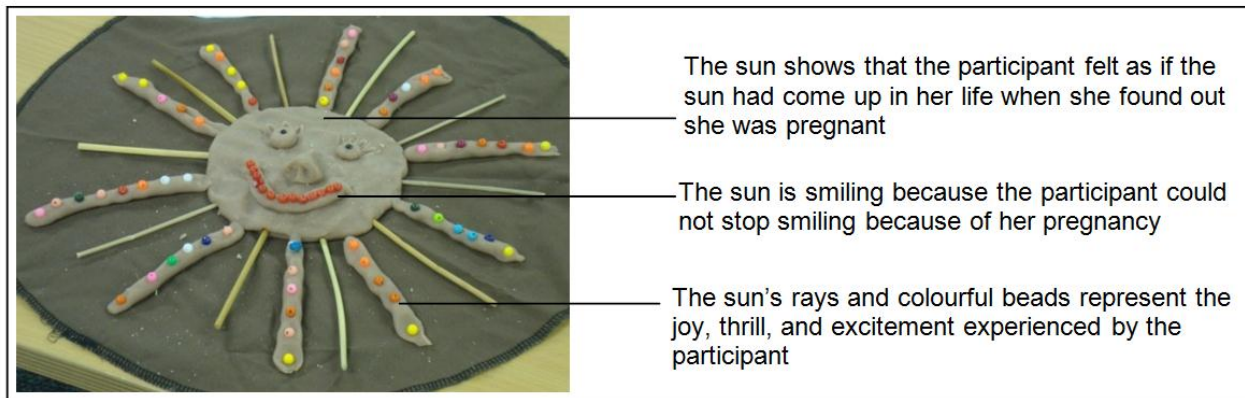 The sun shows that the participant felt as if the
sun had come up in her life when she found out
she was pregnant
The sun is smiling because the participant could
not stop smiling because of her pregnancy
The sun's rays and colourful beads represent the
joy, thrill, and excitement experienced by the
participant